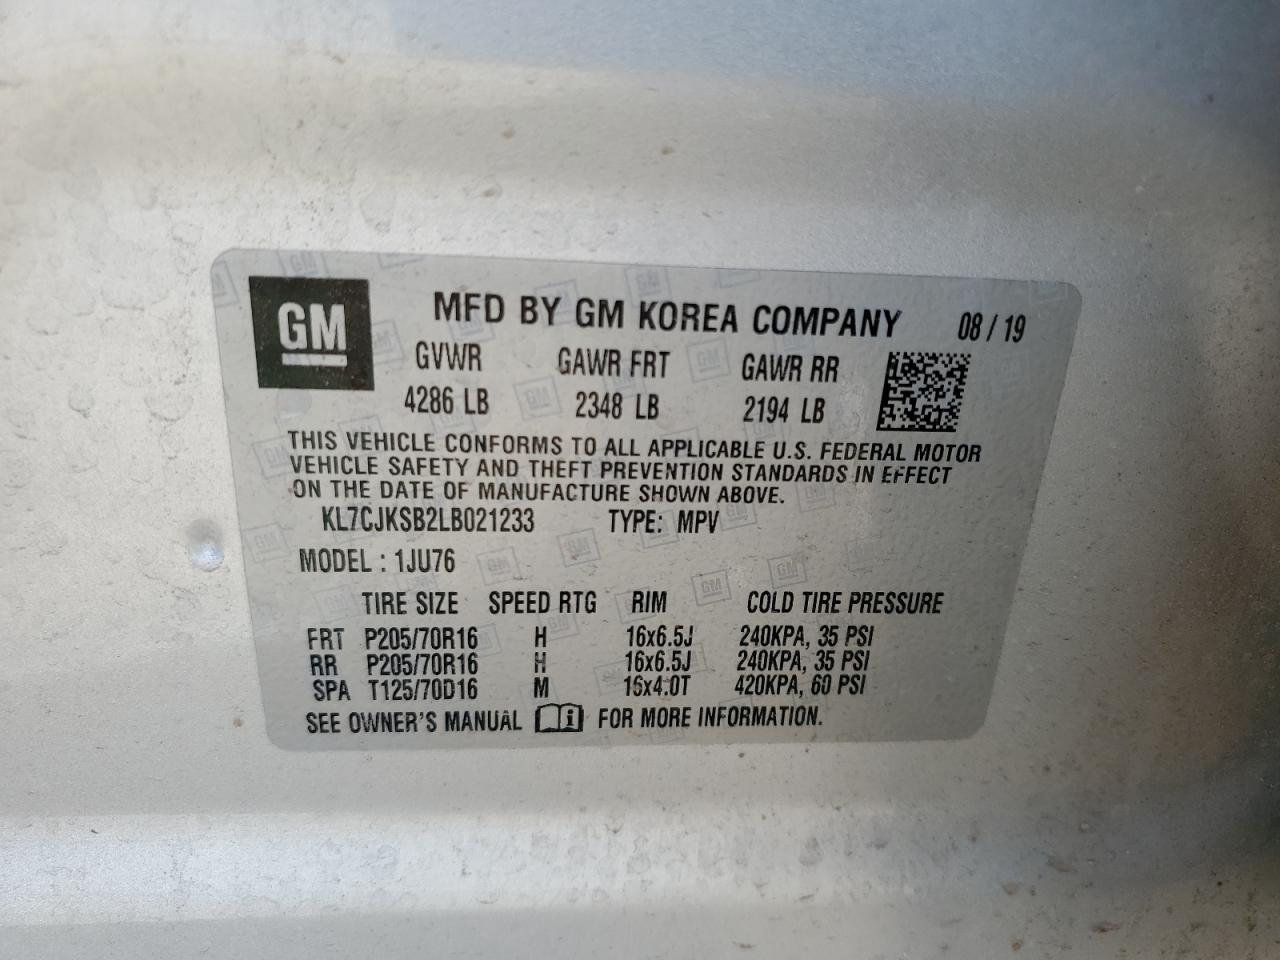 GM
MFD BY GM KOREA COMPANY 08 / 19
GVWR GAWR FRT GAWR RR
4286 LB 2348 LB 2194 LB
THIS VEHICLE CONFORMS TO ALL APPLICABLE U.S. FEDERAL MOTOR
VEHICLE SAFETY AND THEFT PREVENTION STANDARDS IN EFFECT
ON THE DATE OF MANUFACTURE SHOWN ABOVE.
KL7CJKSB2LB021233 TYPE: MPV
MODEL : 1JU76
TIRE SIZE SPEED RTG RIM COLD TIRE PRESSURE
FRT P205/70R16 H 16x6.5J 240KPA, 35 PSI
RR P205/70R16 H 16x6.5J 240KPA, 35 PSI
SPA T125/70D16 M 16x4.0T 420KPA, 60 PSI
SEE OWNER'S MANUAL i FOR MORE INFORMATION.